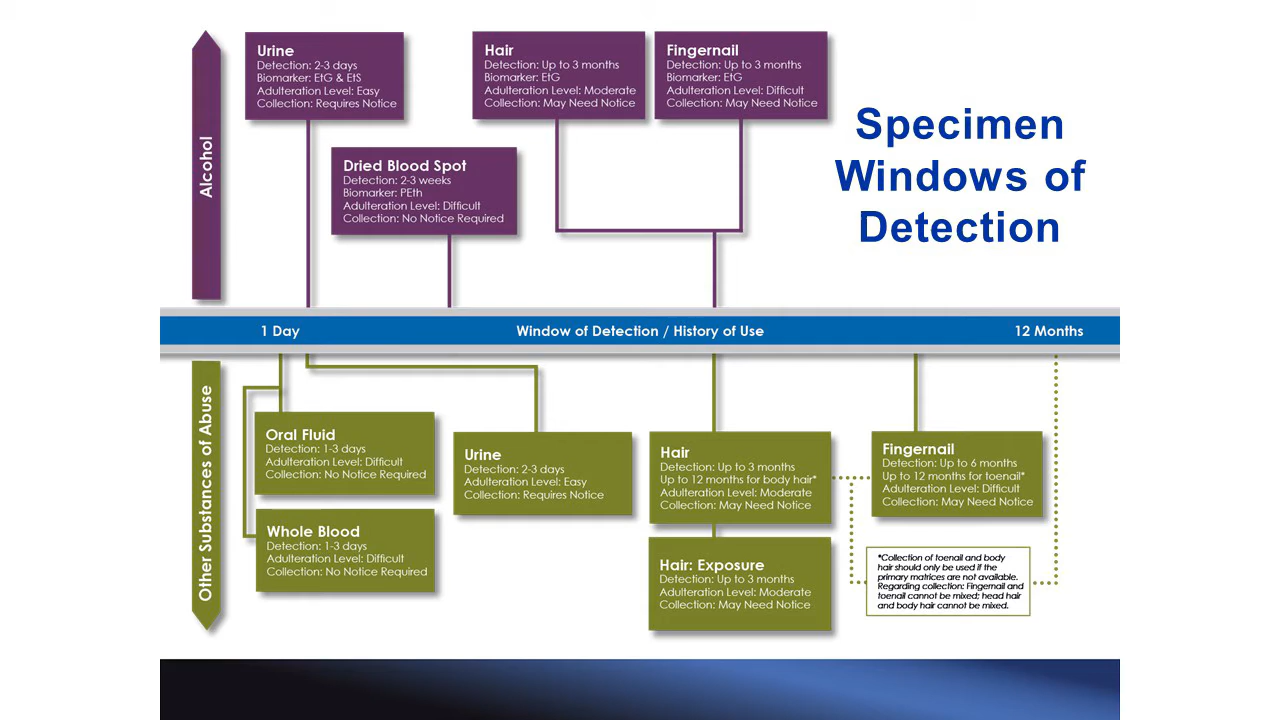 Specimen
Windows of
Detection
Alcohol
Urine
Detection: 2-3 days
Biomarker: EtG & EtS
Adulteration Level: Easy
Collection: Requires Notice
Dried Blood Spot
Detection: 2-3 weeks
Biomarker: PEth
Adulteration Level: Difficult
Collection: No Notice Required
Hair
Detection: Up to 3 months
Biomarker: EtG
Adulteration Level: Moderate
Collection: May Need Notice
Fingernail
Detection: Up to 3 months
Biomarker: EtG
Adulteration Level: Difficult
Collection: May Need Notice
1 Day
Window of Detection / History of Use
12 Months
Other Substances of Abuse
Oral Fluid
Detection: 1-3 days
Adulteration Level: Difficult
Collection: No Notice Required
Whole Blood
Detection: 1-3 days
Adulteration Level: Difficult
Collection: No Notice Required
Urine
Detection: 2-3 days
Adulteration Level: Easy
Collection: Requires Notice
Hair
Detection: Up to 3 months
Up to 12 months for body hair*
Adulteration Level: Moderate
Collection: May Need Notice
Hair: Exposure
Detection: Up to 3 months
Adulteration Level: Moderate
Collection: May Need Notice
Fingernail
Detection: Up to 6 months
Up to 12 months for toenail*
Adulteration Level: Difficult
Collection: May Need Notice
*Collection of toenail and body
hair should only be used if the
primary matrices are not available.
Regarding collection: Fingernail and
toenail cannot be mixed; head hair
and body hair cannot be mixed.